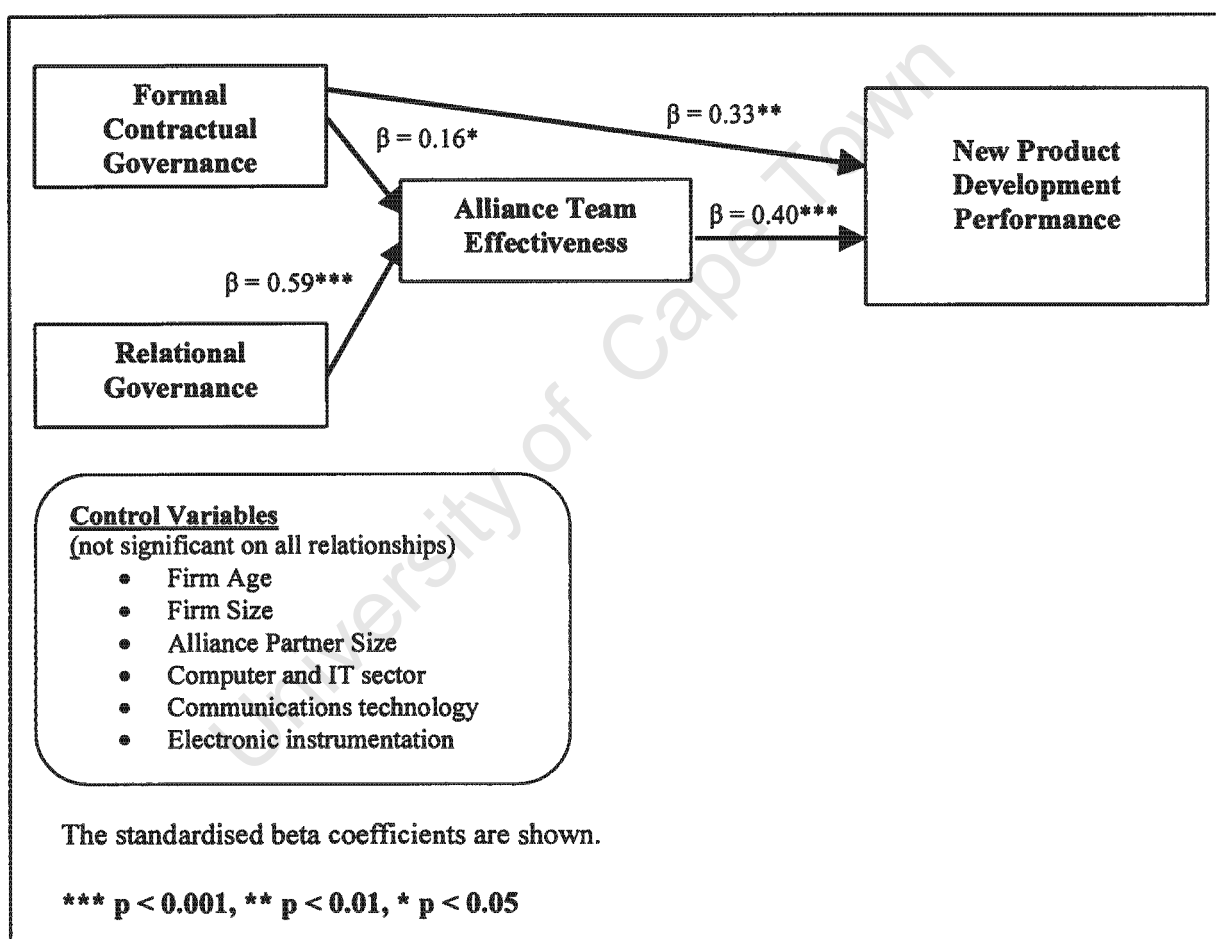 Formal
Contractual
Governance
β = 0.33**
β = 0.16*
New Product
Development
Performance
Alliance Team
Effectiveness
β = 0.40***
β = 0.59***
Relational
Governance
Control Variables
(not significant on all relationships)
• Firm Age
• Firm Size
• Alliance Partner Size
• Computer and IT sector
• Communications technology
• Electronic instrumentation
The standardised beta coefficients are shown.
*** p < 0.001, ** p < 0.01, * p < 0.05
University of Cape Town